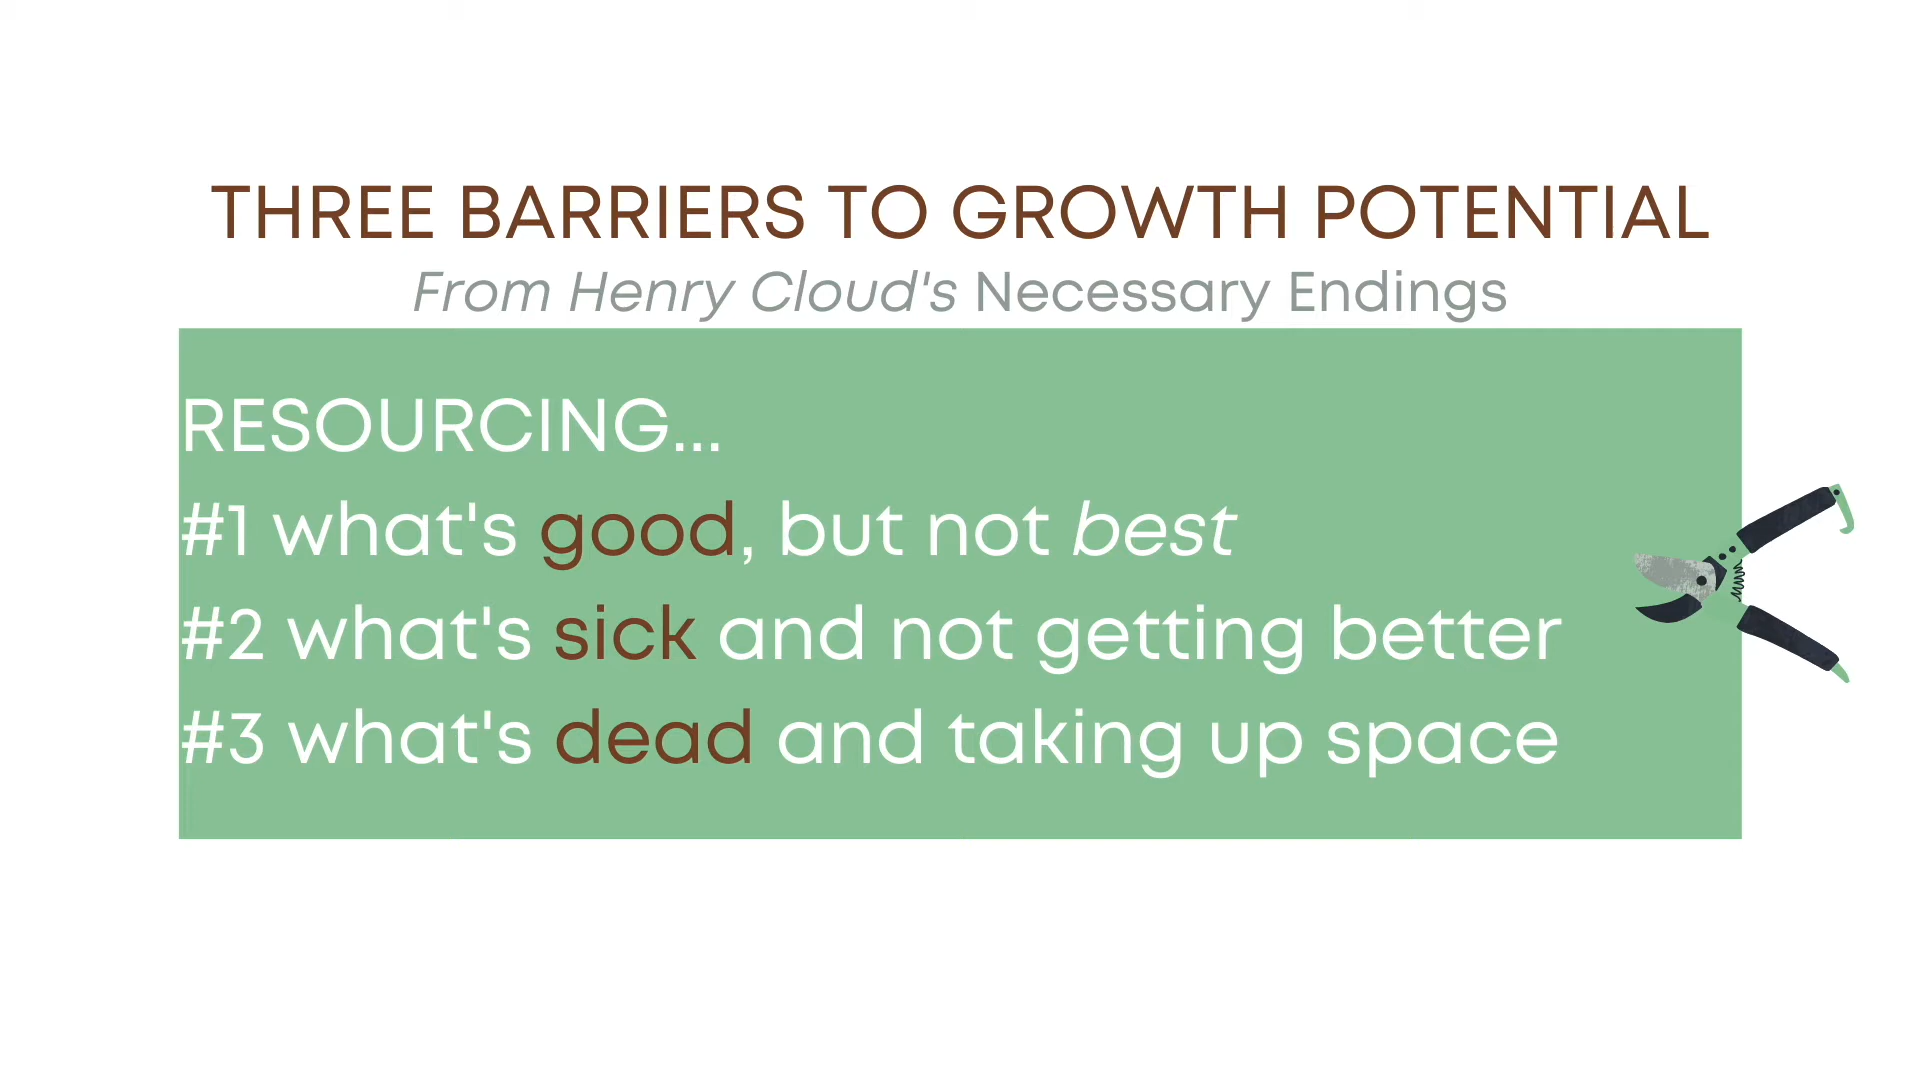 THREE BARRIERS TO GROWTH POTENTIAL
From Henry Cloud's Necessary Endings
RESOURCING...
#1 what's good, but not best
#2 what's sick and not getting better
#3 what's dead and taking up space